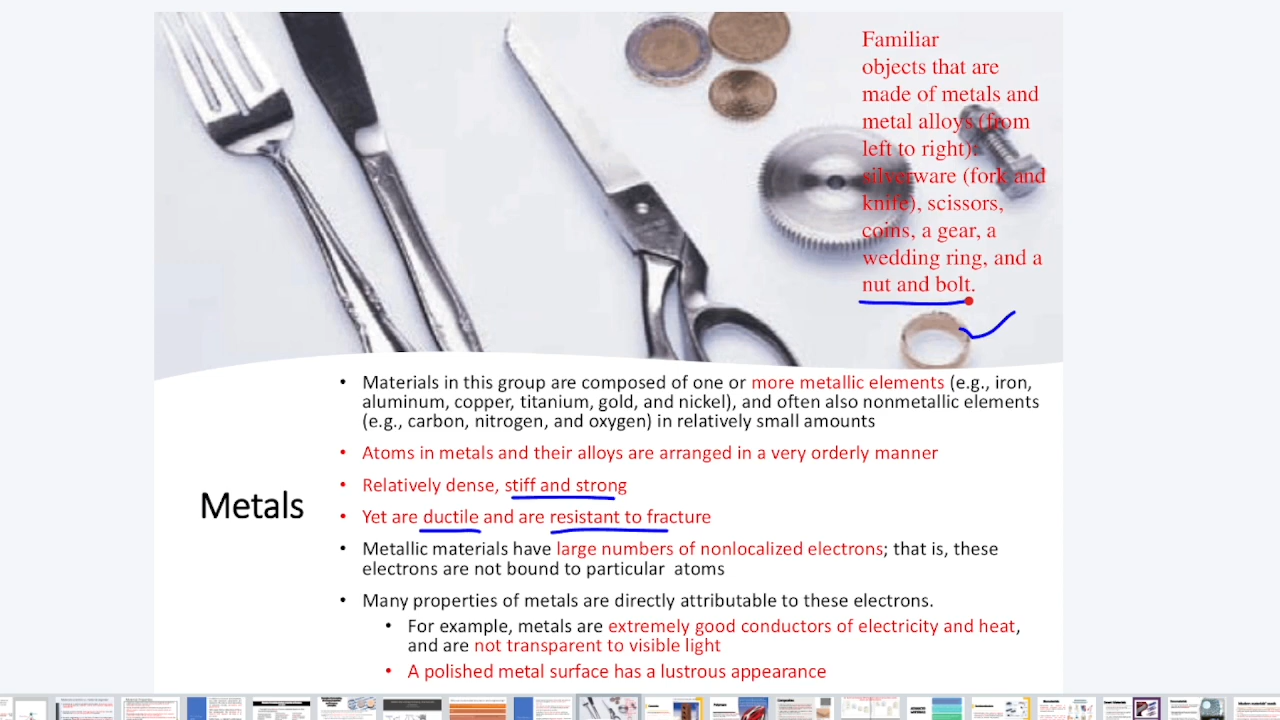 Familiar
objects that are
made of metals and
metal alloys (from
left to right):
silverware (fork and
knife), scissors,
coins, a gear, a
wedding ring, and a
nut and bolt.
Metals
• Materials in this group are composed of one or more metallic elements (e.g., iron,
aluminum, copper, titanium, gold, and nickel), and often also nonmetallic elements
(e.g., carbon, nitrogen, and oxygen) in relatively small amounts
• Atoms in metals and their alloys are arranged in a very orderly manner
• Relatively dense, stiff and strong
• Yet are ductile and are resistant to fracture
• Metallic materials have large numbers of nonlocalized electrons; that is, these
electrons are not bound to particular atoms
• Many properties of metals are directly attributable to these electrons.
• For example, metals are extremely good conductors of electricity and heat,
and are not transparent to visible light
• A polished metal surface has a lustrous appearance